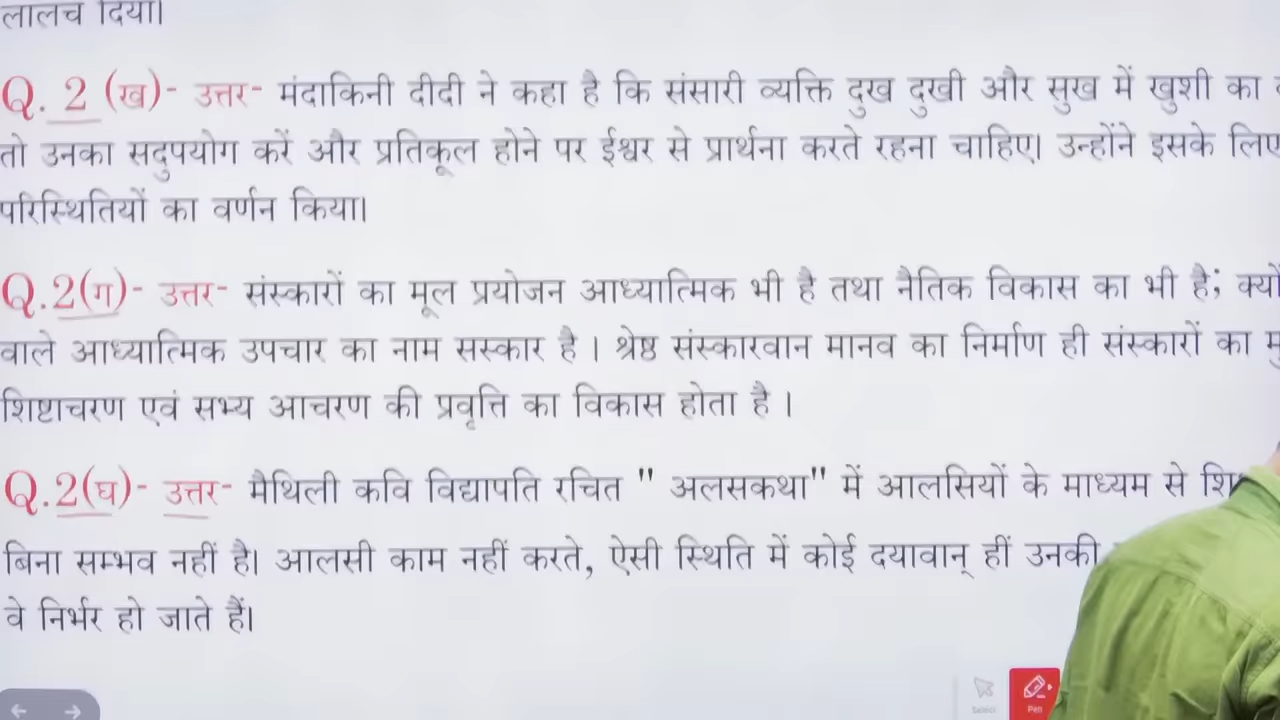 लालच दिया।
Q. 2 (ख)- उत्तर- मंदाकिनी दीदी ने कहा है कि संसारी व्यक्ति दुख दुखी और सुख में खुशी का
तो उनका सदुपयोग करें और प्रतिकूल होने पर ईश्वर से प्रार्थना करते रहना चाहिए। उन्होंने इसके लिए
परिस्थितियों का वर्णन किया।
Q.2(ग)- उत्तर- संस्कारों का मूल प्रयोजन आध्यात्मिक भी है तथा नैतिक विकास का भी है; क्यों
वाले आध्यात्मिक उपचार का नाम सस्कार है । श्रेष्ठ संस्कारवान मानव का निर्माण ही संस्कारों का
शिष्टाचरण एवं सभ्य आचरण की प्रवृत्ति का विकास होता है ।
Q.2(घ)- उत्तर- मैथिली कवि विद्यापति रचित " अलसकथा" में आलसियों के माध्यम से
बिना सम्भव नहीं है। आलसी काम नहीं करते, ऐसी स्थिति में कोई दयावान् हीं उनकी
वे निर्भर हो जाते हैं।
Select
Pen